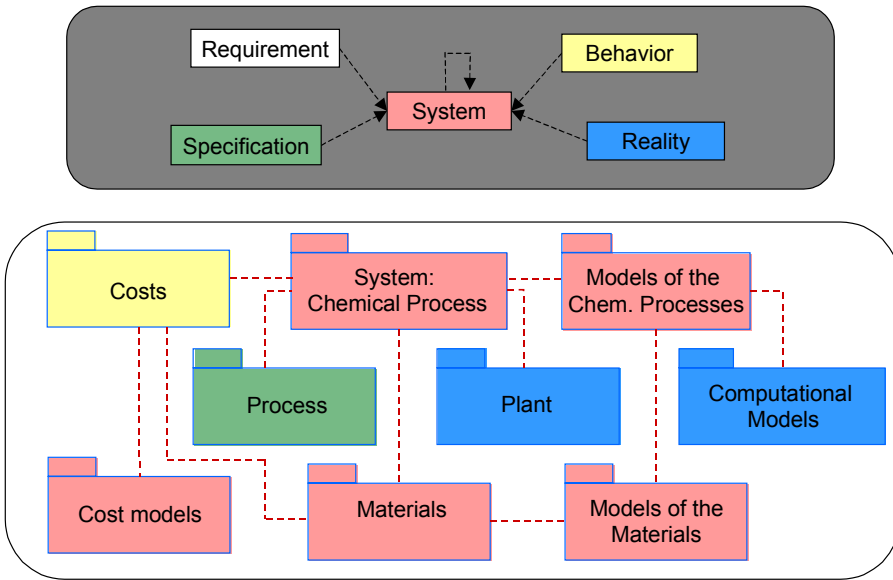 Requirement
Behavior
System
Specification
Reality
Costs
System:
Chemical Process
Models of the
Chem. Processes
Process
Plant
Computational
Models
Cost models
Materials
Models of the
Materials